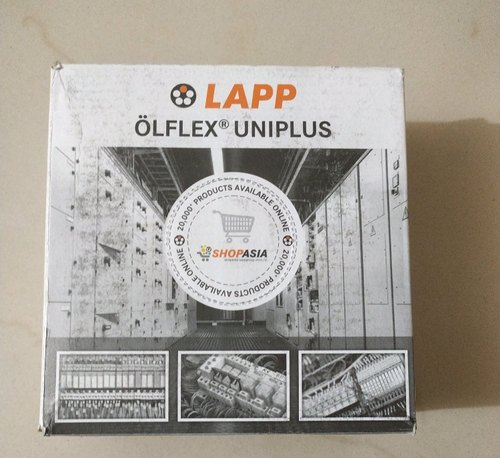 LAPP
ÖLFLEX® UNIPLUS
20,000+ PRODUCTS AVAILABLE ONLINE
SHOPASIA
20,000+ PRODUCTS AVAILABLE ONLINE